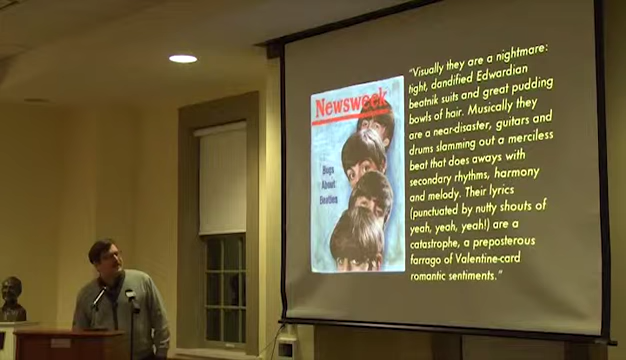 Newsweek
Bugs
About
Beatles
"Visually they are a nightmare:
tight, dandified Edwardian
beatnik suits and great pudding
bowls of hair. Musically they
are a near-disaster, guitars and
drums slamming out a merciless
beat that does aways with
secondary rhythms, harmony
and melody. Their lyrics
(punctuated by nutty shouts of
yeah, yeah, yeah!) are a
catastrophe, a preposterous
farrago of Valentine-card
romantic sentiments."